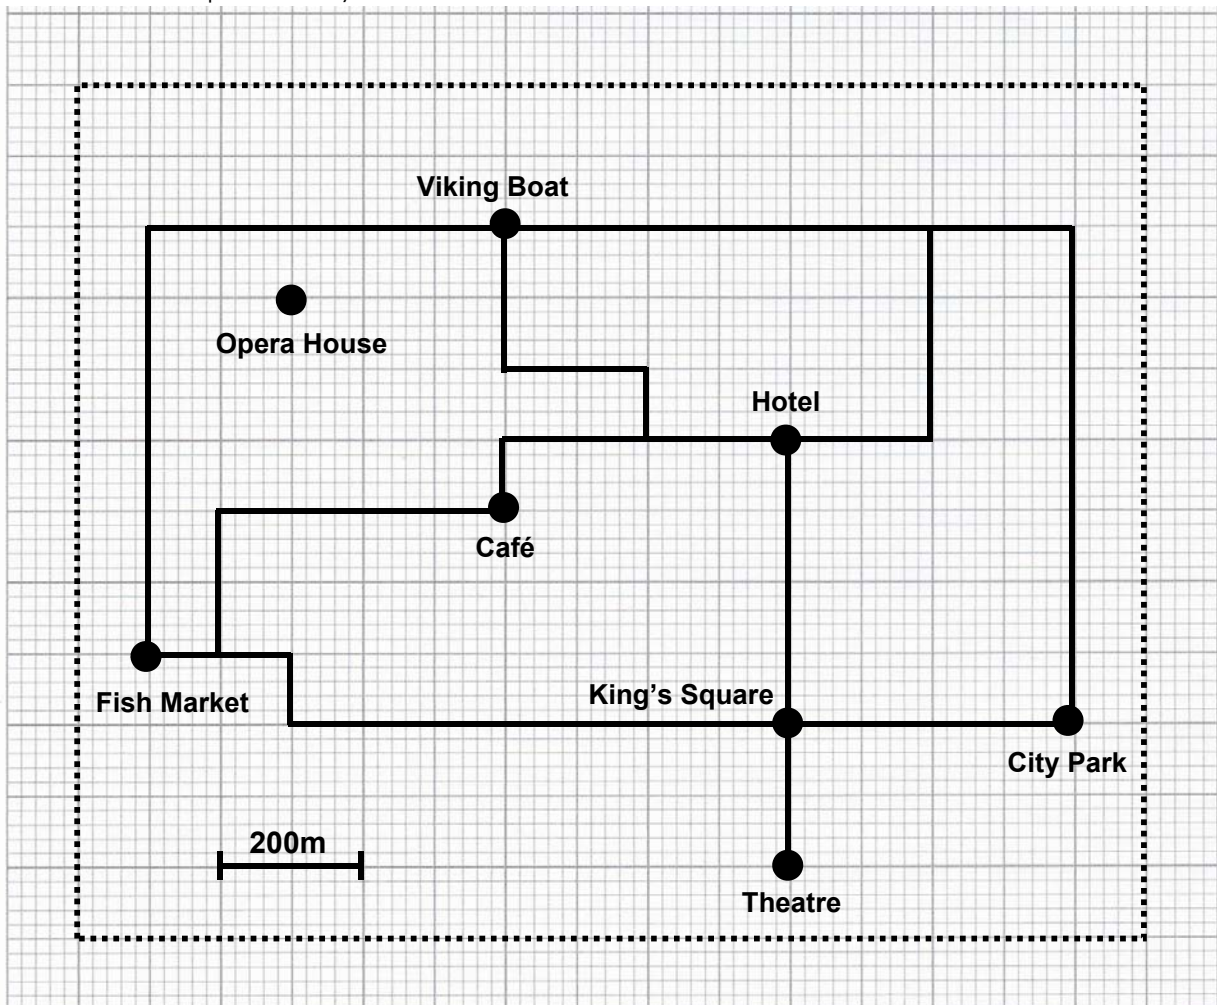 Viking Boat
Opera House
Hotel
Café
King’s Square
Fish Market
City Park
200m
Theatre